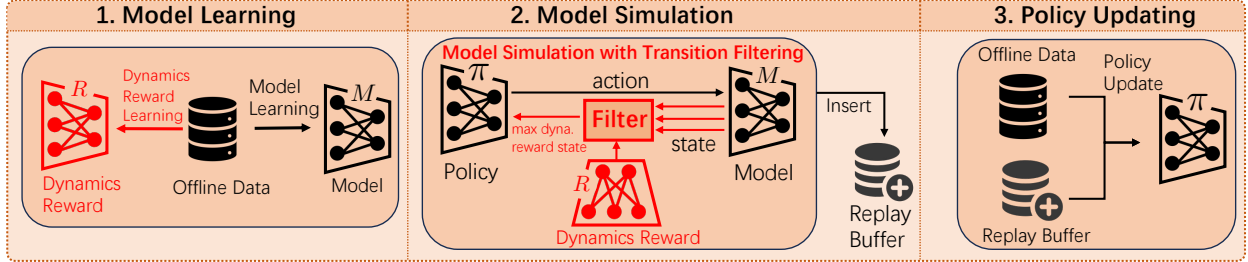 1. Model Learning
R
Dynamics
Reward
Learning
Model
Learning
M
Dynamics
Reward
Offline Data
Model
2. Model Simulation
Model Simulation with Transition Filtering
π
action
M
Filter
max dyna.
reward state
state
Policy
R
Model
Dynamics Reward
Insert
Replay
Buffer
3. Policy Updating
Offline Data
Policy
Update
π
Replay Buffer